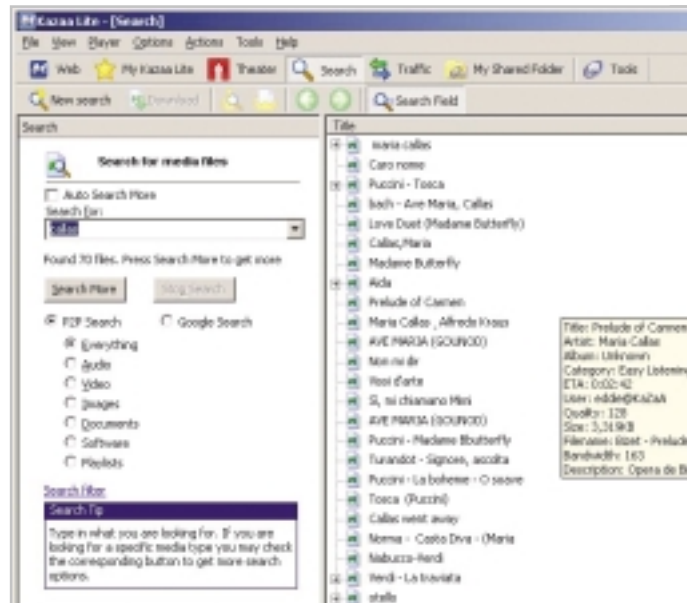 Kazaa Lite - [Search]
File View Player Options Actions Tools Help
Web My Kazaa Lite Theater Search Traffic My Shared Folder Tools
New search Download Search Field
Search
Search for media files
Auto Search More
Search for:
callas
Found 70 files. Press Search More to get more
Search More Stop Search
P2P Search Google Search
Everything
Audio
Video
Images
Documents
Software
Playlists
Search Filter
Search Tip
Type in what you are looking for. If you are
looking for a specific media type you may check
the corresponding button to get more search
options.
Title
maria callas
Caro nome
Puccini - Tosca
bach - Ave Maria, Callas
Love Duet (Madame Butterfly)
Callas,Maria
Madame Butterfly
Aida
Prelude of Carmen
Maria Callas , Alfredo Kraus
AVE MARIA (GOUNOD)
Non mi dir
Vissi d'arte
Si, mi chiamano Mimi
AVE MARIA (GOUNOD)
Puccini - Madame Bbutterfly
Turandot - Signore, ascolta
Puccini - La boheme - O soave
Tosca (Puccini)
Callas went away
Norma - Casta Diva - (Maria
Nabucco-Verdi
Verdi - La traviata
stella
Title: Prelude of Carmen
Artist: Maria Callas
Album: Unknown
Category: Easy Listening
ETA: 0:02:42
User: eddie@KaZaA
Quality: 128
Size: 3,319KB
Filename: Bizet - Prelude
Bandwidth: 163
Description: Opera de B